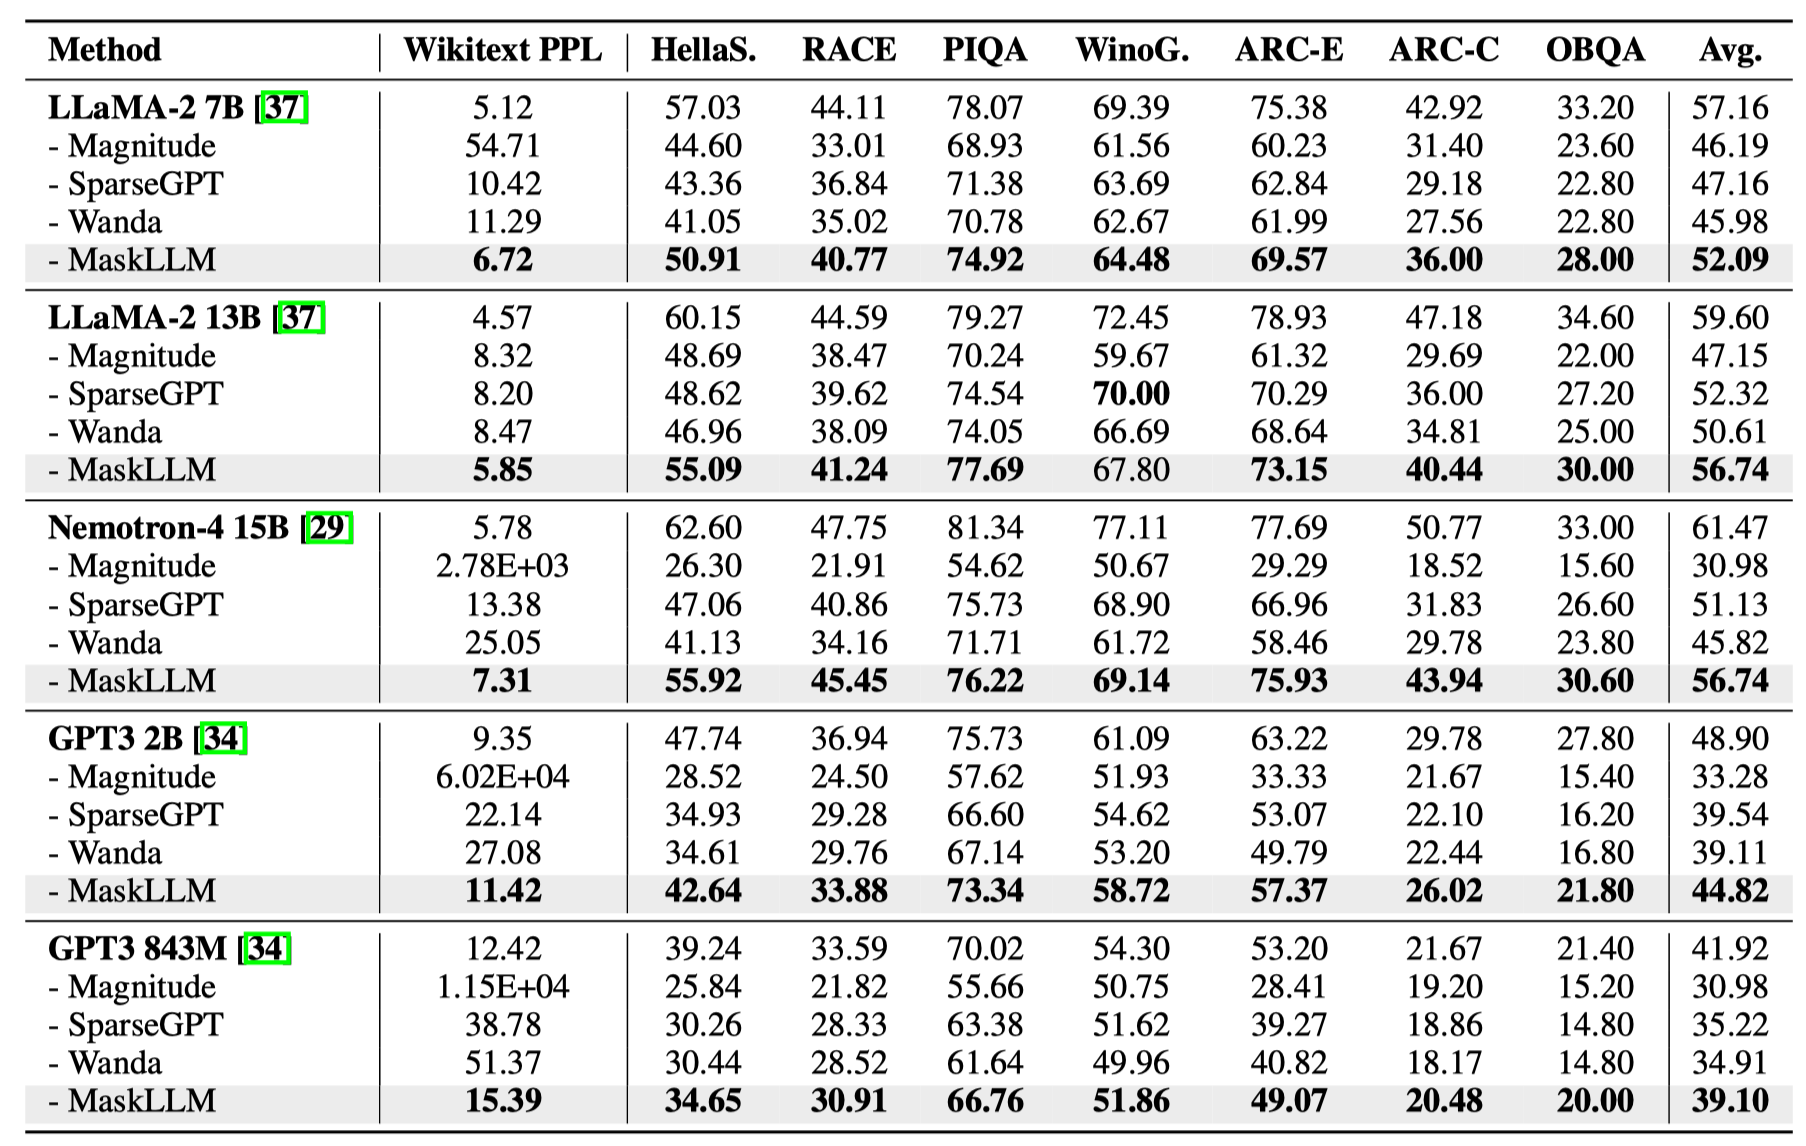 Method Wikitext PPL HellaS. RACE PIQA WinoG. ARC-E ARC-C OBQA Avg.
LLaMA-2 7B [37] 5.12 57.03 44.11 78.07 69.39 75.38 42.92 33.20 57.16
- Magnitude 54.71 44.60 33.01 68.93 61.56 60.23 31.40 23.60 46.19
- SparseGPT 10.42 43.36 36.84 71.38 63.69 62.84 29.18 22.80 47.16
- Wanda 11.29 41.05 35.02 70.78 62.67 61.99 27.56 22.80 45.98
- MaskLLM 6.72 50.91 40.77 74.92 64.48 69.57 36.00 28.00 52.09
LLaMA-2 13B [37] 4.57 60.15 44.59 79.27 72.45 78.93 47.18 34.60 59.60
- Magnitude 8.32 48.69 38.47 70.24 59.67 61.32 29.69 22.00 47.15
- SparseGPT 8.20 48.62 39.62 74.54 70.00 70.29 36.00 27.20 52.32
- Wanda 8.47 46.96 38.09 74.05 66.69 68.64 34.81 25.00 50.61
- MaskLLM 5.85 55.09 41.24 77.69 67.80 73.15 40.44 30.00 56.74
Nemotron-4 15B [29] 5.78 62.60 47.75 81.34 77.11 77.69 50.77 33.00 61.47
- Magnitude 2.78E+03 26.30 21.91 54.62 50.67 29.29 18.52 15.60 30.98
- SparseGPT 13.38 47.06 40.86 75.73 68.90 66.96 31.83 26.60 51.13
- Wanda 25.05 41.13 34.16 71.71 61.72 58.46 29.78 23.80 45.82
- MaskLLM 7.31 55.92 45.45 76.22 69.14 75.93 43.94 30.60 56.74
GPT3 2B [34] 9.35 47.74 36.94 75.73 61.09 63.22 29.78 27.80 48.90
- Magnitude 6.02E+04 28.52 24.50 57.62 51.93 33.33 21.67 15.40 33.28
- SparseGPT 22.14 34.93 29.28 66.60 54.62 53.07 22.10 16.20 39.54
- Wanda 27.08 34.61 29.76 67.14 53.20 49.79 22.44 16.80 39.11
- MaskLLM 11.42 42.64 33.88 73.34 58.72 57.37 26.02 21.80 44.82
GPT3 843M [34] 12.42 39.24 33.59 70.02 54.30 53.20 21.67 21.40 41.92
- Magnitude 1.15E+04 25.84 21.82 55.66 50.75 28.41 19.20 15.20 30.98
- SparseGPT 38.78 30.26 28.33 63.38 51.62 39.27 18.86 14.80 35.22
- Wanda 51.37 30.44 28.52 61.64 49.96 40.82 18.17 14.80 34.91
- MaskLLM 15.39 34.65 30.91 66.76 51.86 49.07 20.48 20.00 39.10